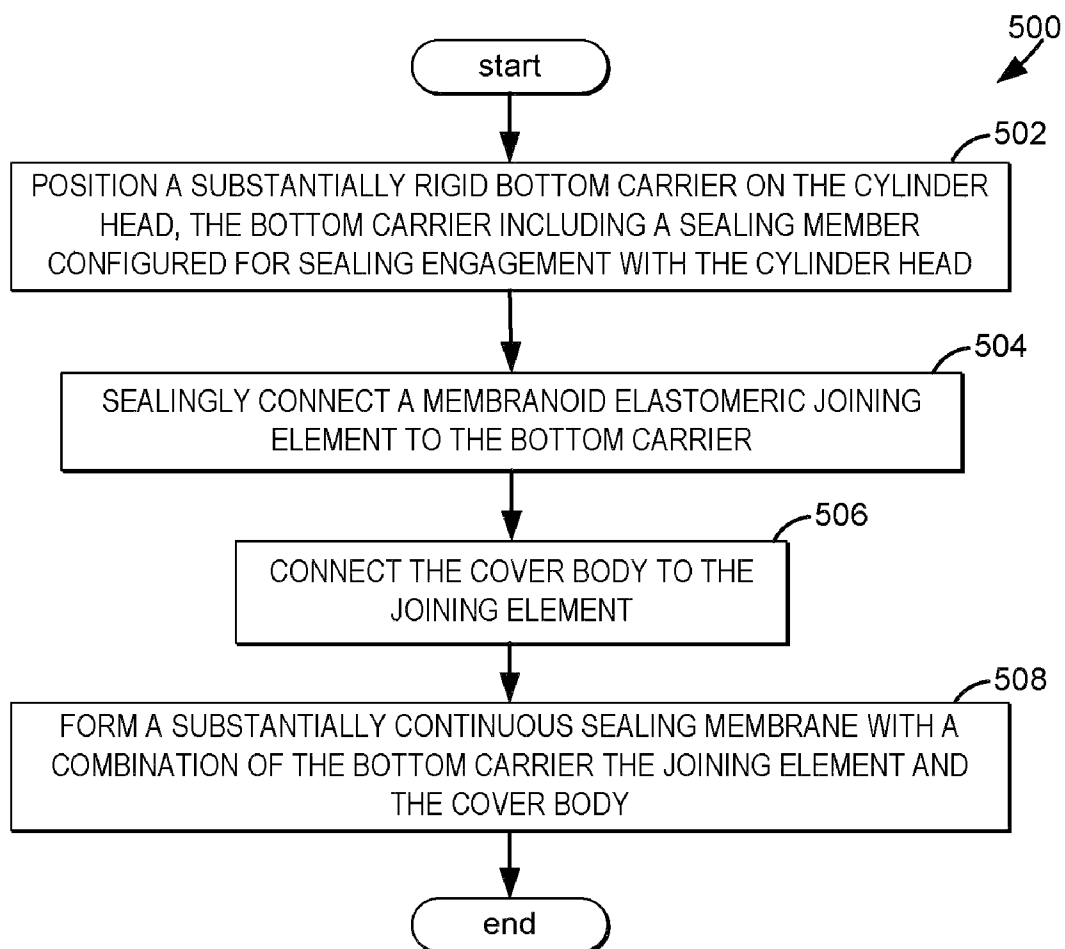 500
start
502
POSITION A SUBSTANTIALLY RIGID BOTTOM CARRIER ON THE CYLINDER
HEAD, THE BOTTOM CARRIER INCLUDING A SEALING MEMBER
CONFIGURED FOR SEALING ENGAGEMENT WITH THE CYLINDER HEAD
504
SEALINGLY CONNECT A MEMBRANOID ELASTOMERIC JOINING
ELEMENT TO THE BOTTOM CARRIER
506
CONNECT THE COVER BODY TO THE
JOINING ELEMENT
508
FORM A SUBSTANTIALLY CONTINUOUS SEALING MEMBRANE WITH A
COMBINATION OF THE BOTTOM CARRIER THE JOINING ELEMENT AND
THE COVER BODY
end